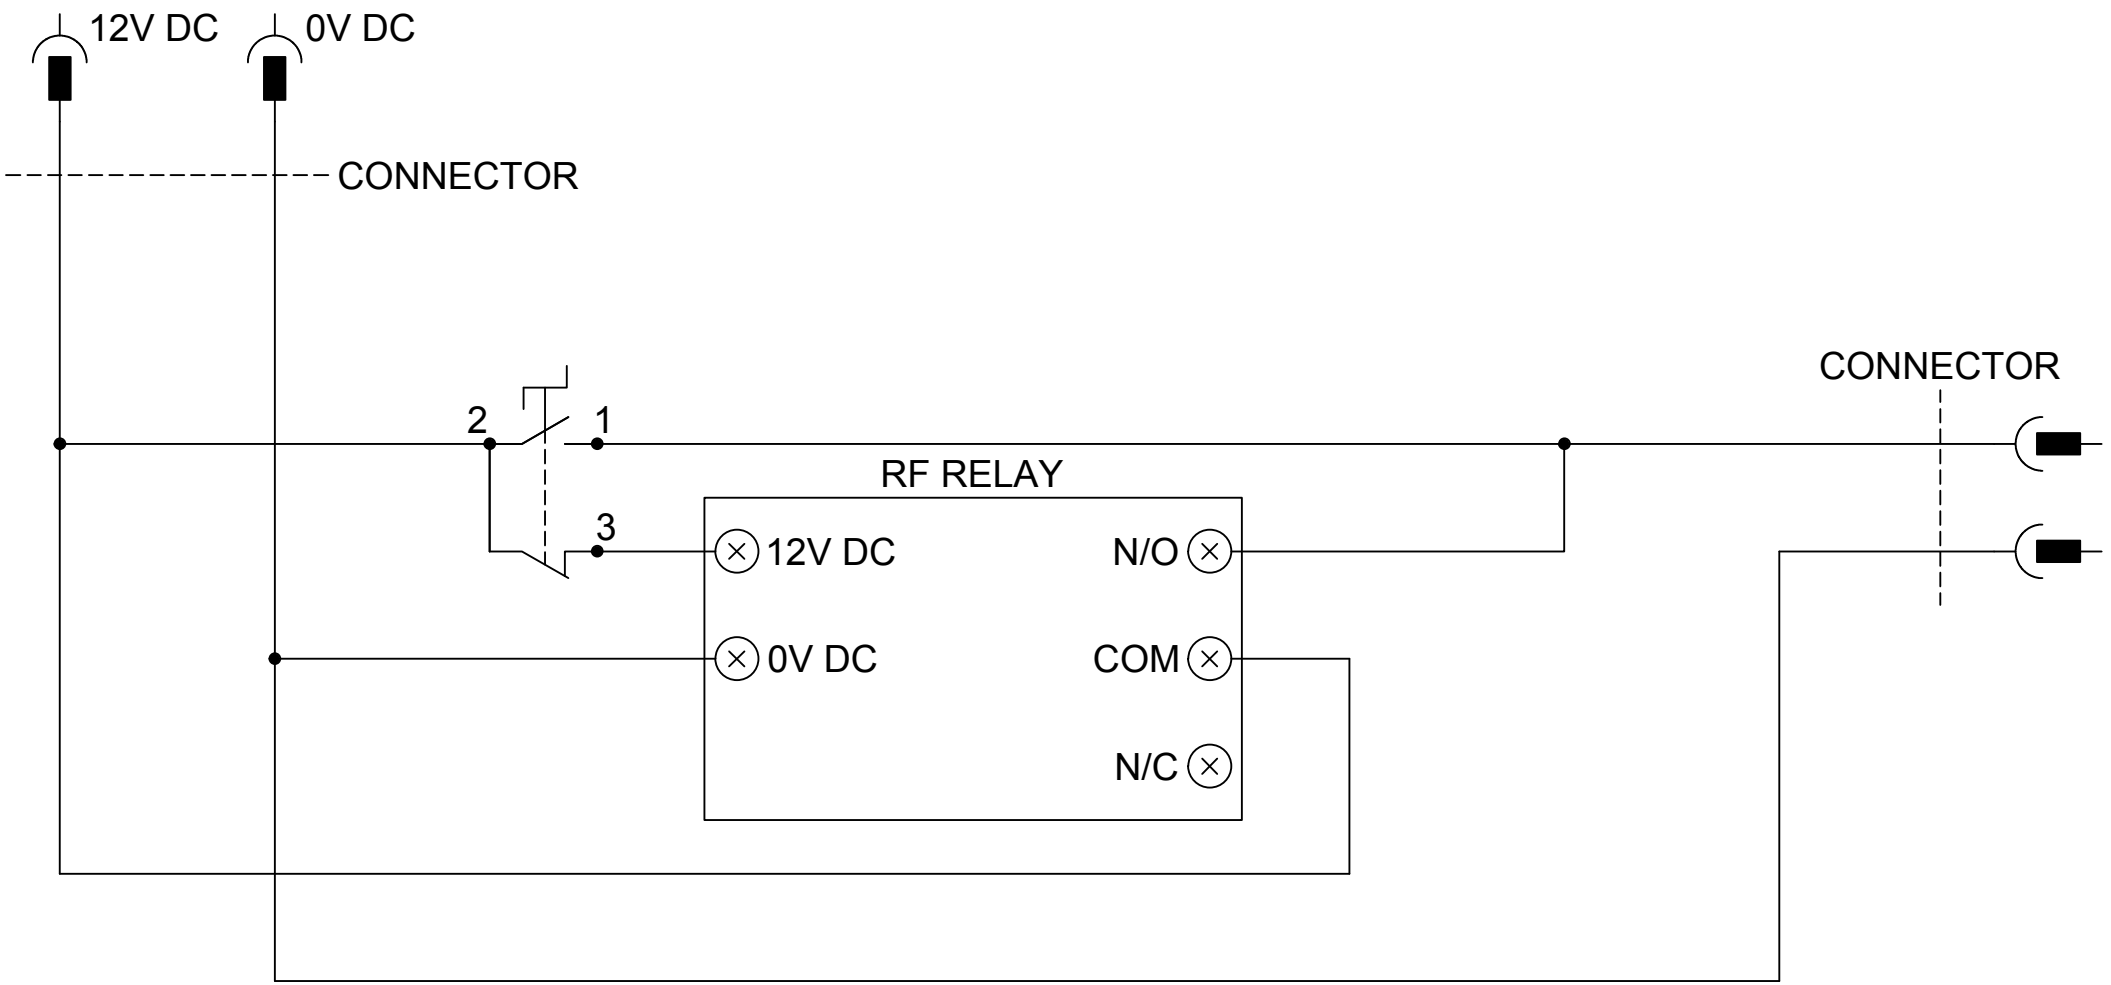 12V DC
0V DC
CONNECTOR
CONNECTOR
2
1
RF RELAY
3
12V DC
N/O
0V DC
COM
N/C